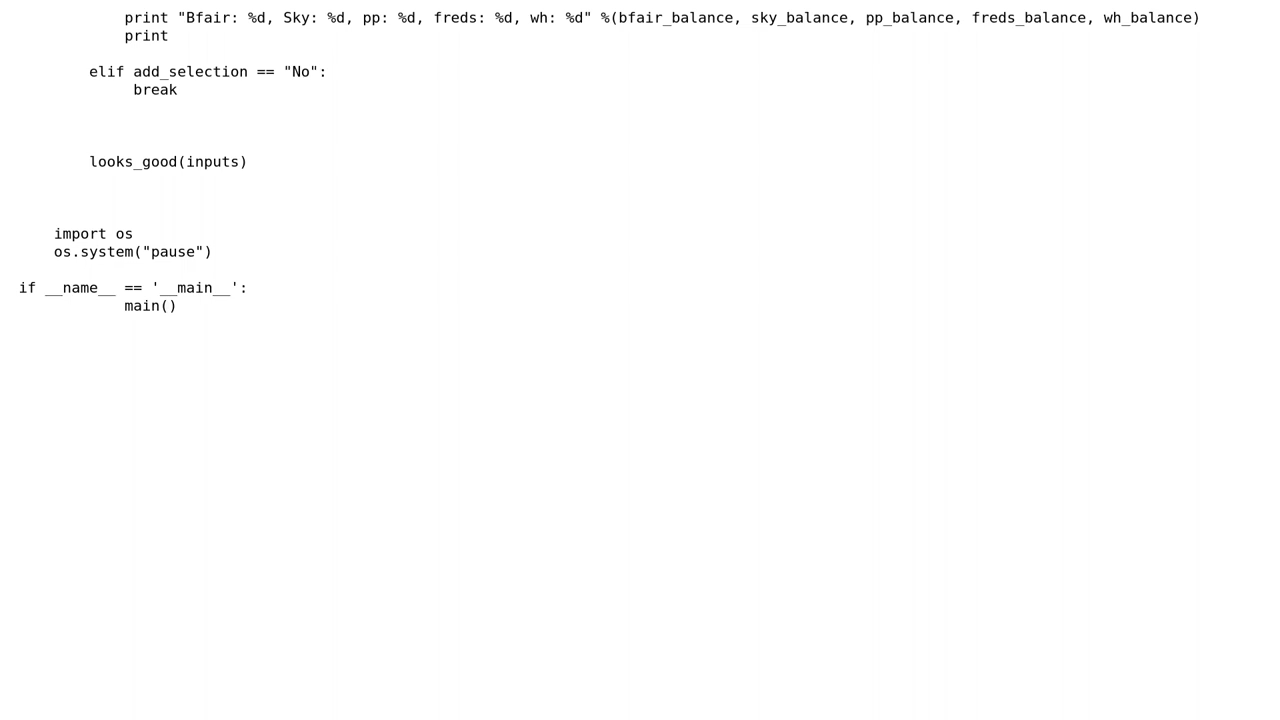 print "Bfair: %d, Sky: %d, pp: %d, freds: %d, wh: %d" %(bfair_balance, sky_balance, pp_balance, freds_balance, wh_balance)
print
elif add_selection == "No":
break
looks_good(inputs)
import os
os.system("pause")
if __name__ == '__main__':
main()